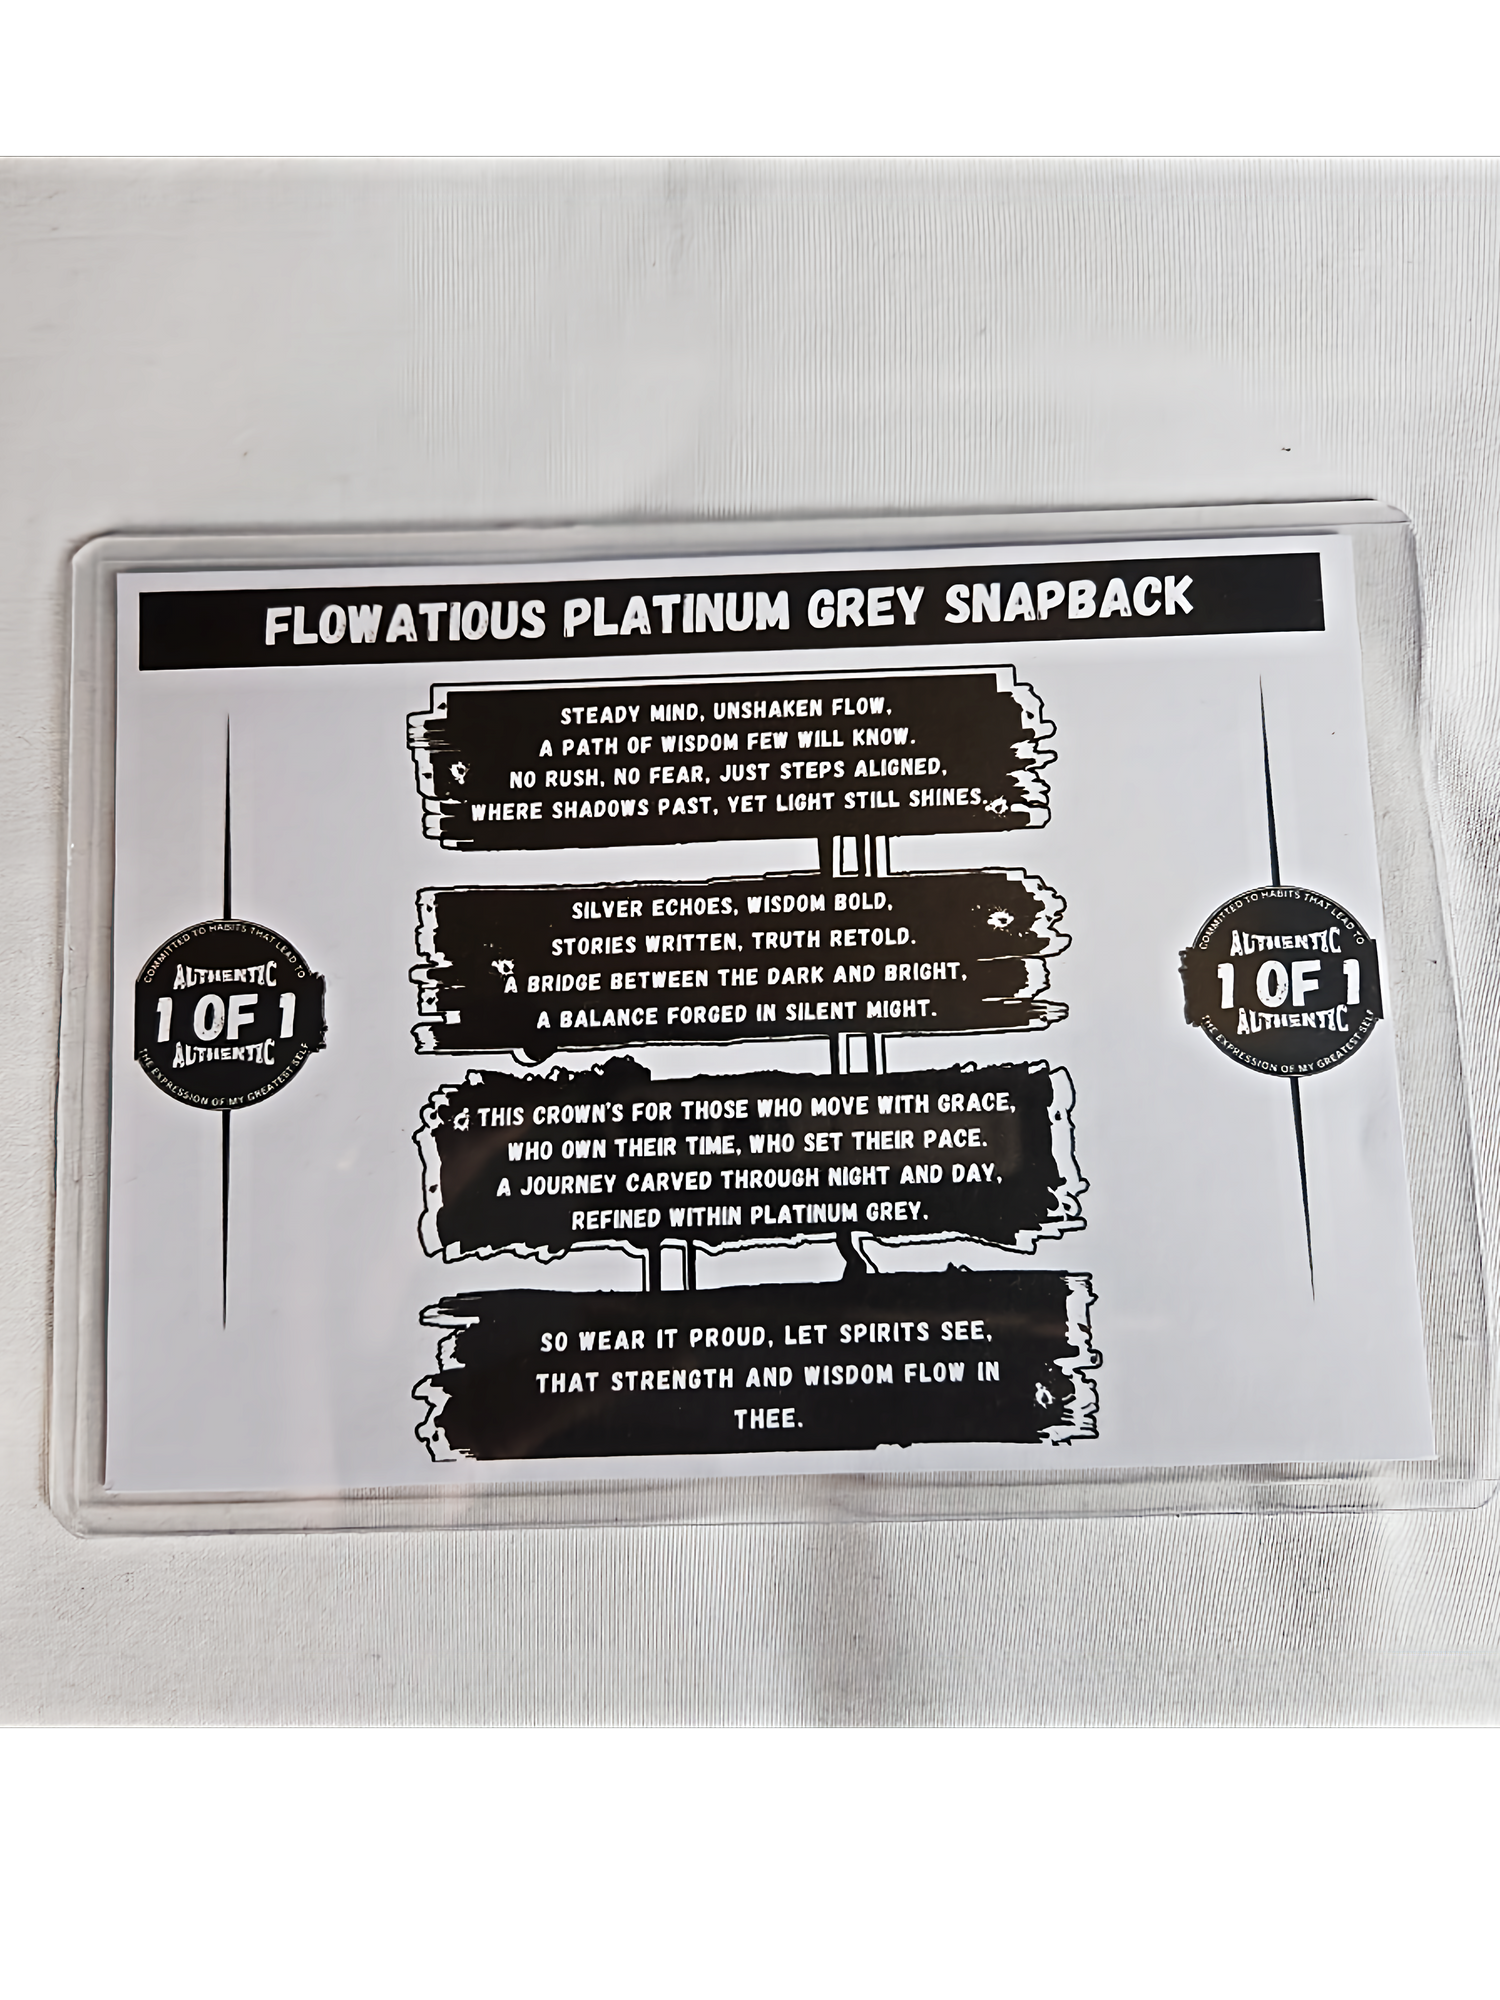 FLOWATIOUS PLATINUM GREY SNAPBACK
STEADY MIND, UNSHAKEN FLOW,
A PATH OF WISDOM FEW WILL KNOW.
NO RUSH, NO FEAR, JUST STEPS ALIGNED,
WHERE SHADOWS PAST, YET LIGHT STILL SHINES.
SILVER ECHOES, WISDOM BOLD,
STORIES WRITTEN, TRUTH RETOLD.
A BRIDGE BETWEEN THE DARK AND BRIGHT,
A BALANCE FORGED IN SILENT MIGHT.
THIS CROWN'S FOR THOSE WHO MOVE WITH GRACE,
WHO OWN THEIR TIME, WHO SET THEIR PACE.
A JOURNEY CARVED THROUGH NIGHT AND DAY,
REFINED WITHIN PLATINUM GREY.
SO WEAR IT PROUD, LET SPIRITS SEE,
THAT STRENGTH AND WISDOM FLOW IN
THEE.
COMMITTED TO HABITS THAT LEAD TO
AUTHENTIC
1 OF 1
AUTHENTIC
THE EXPRESSION OF MY GREATEST SELF
COMMITTED TO HABITS THAT LEAD TO
AUTHENTIC
1 OF 1
AUTHENTIC
THE EXPRESSION OF MY GREATEST SELF